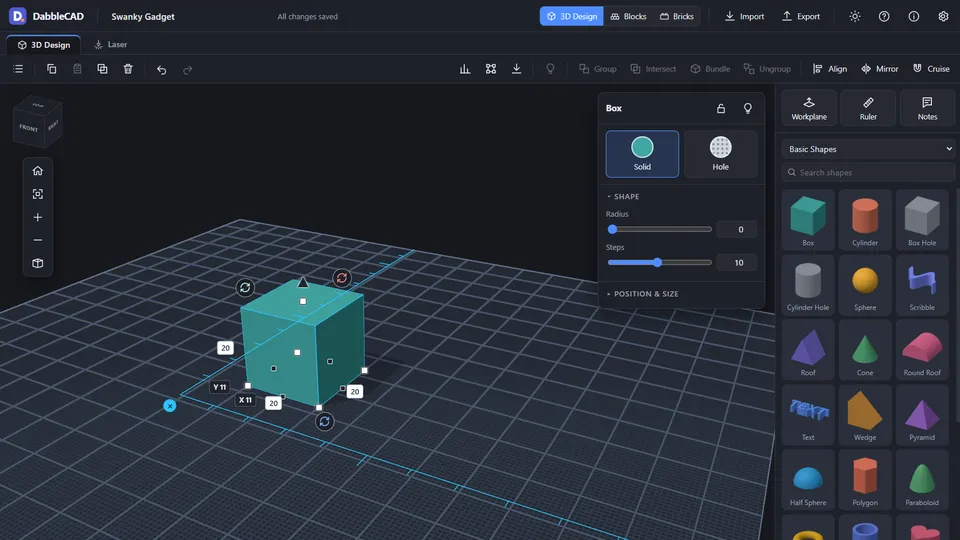 DabbleCAD
Swanky Gadget
All changes saved
3D Design
Blocks
Bricks
Import
Export
3D Design
Laser
Group
Intersect
Bundle
Ungroup
Align
Mirror
Cruise
FRONT
Box
Solid
Hole
SHAPE
Radius
0
Steps
10
POSITION & SIZE
Workplane
Ruler
Notes
Basic Shapes
Search shapes
Box
Cylinder
Box Hole
Cylinder Hole
Sphere
Scribble
Roof
Cone
Round Roof
Text
Wedge
Pyramid
Half Sphere
Polygon
Paraboloid
20
Y 11
X 11
20
20
x